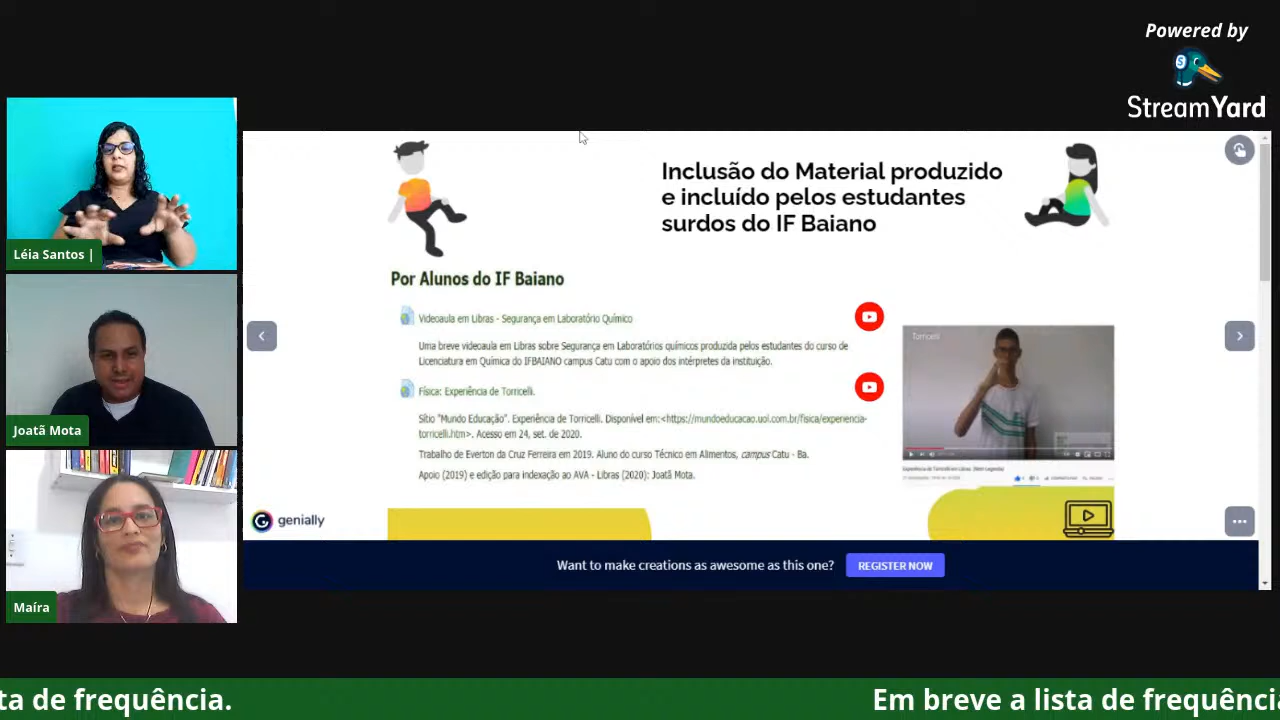 Powered by
StreamYard
Léia Santos |
Joatã Mota
Maíra
Inclusão do Material produzido
e incluído pelos estudantes
surdos do IF Baiano
Por Alunos do IF Baiano
Videoaula em Libras - Segurança em Laboratório Químico
Uma breve videoaula em Libras sobre Segurança em Laboratórios químicos produzida pelos estudantes do curso de
Licenciatura em Química do IFBAIANO campus Catu com o apoio dos intérpretes da instituição.
Física: Experiência de Torricelli.
Sítio "Mundo Educação". Experiência de Torricelli. Disponível em:<https://mundoeducacao.uol.com.br/fisica/experiencia-
torricelli.htm>. Acesso em 24, set. de 2020.
Trabalho de Everton da Cruz Ferreira em 2019. Aluno do curso Técnico em Alimentos, campus Catu - Ba.
Apoio (2019) e edição para indexação ao AVA - Libras (2020): Joatã Mota.
Torricelli
Experiência de Torricelli em Libras.
genially
Want to make creations as awesome as this one?
REGISTER NOW
ta de frequência.
Em breve a lista de frequência